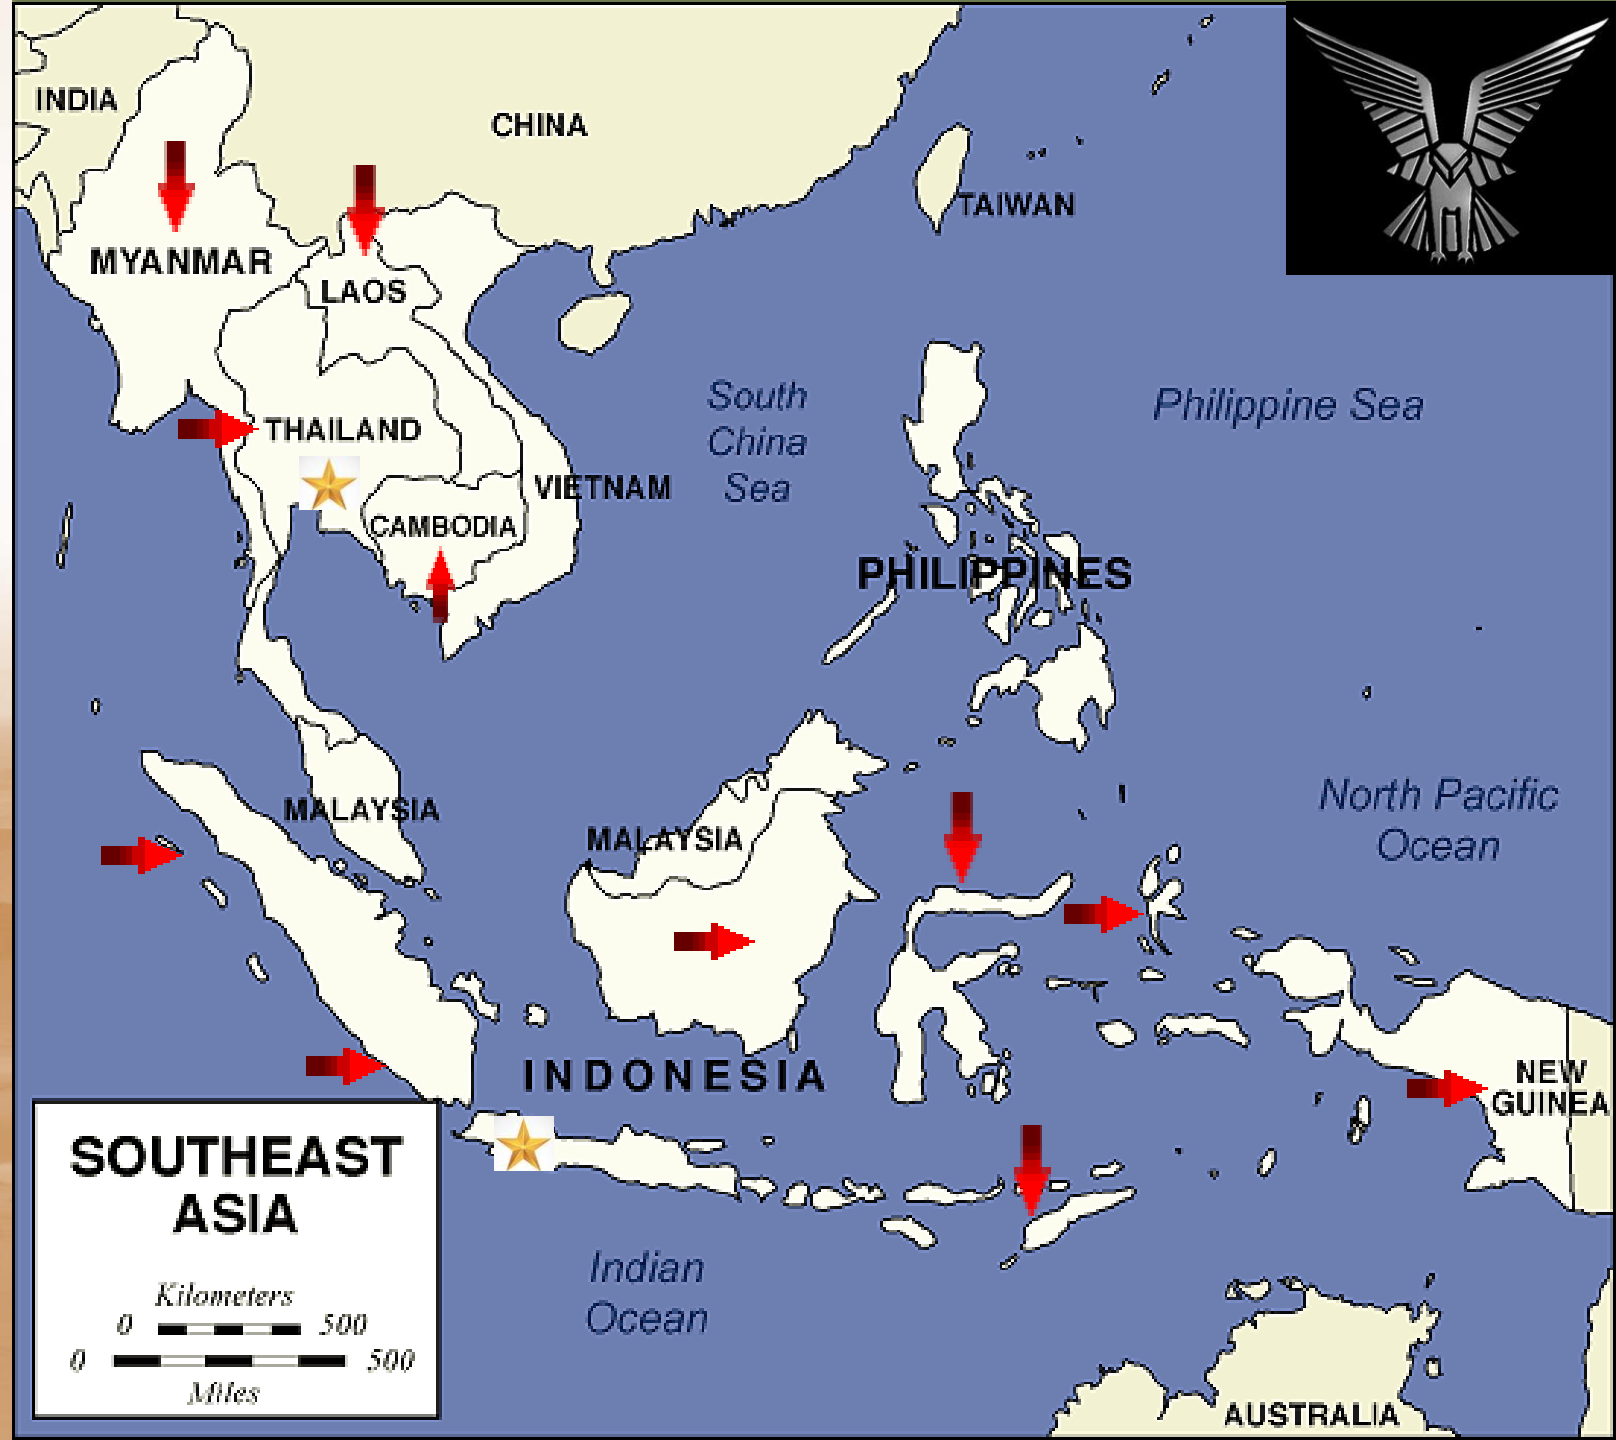 INDIA
CHINA
TAIWAN
MYANMAR
LAOS
South
China
Sea
Philippine Sea
THAILAND
VIETNAM
CAMBODIA
PHILIPPINES
North Pacific
Ocean
MALAYSIA
MALAYSIA
INDONESIA
NEW
GUINEA
SOUTHEAST
ASIA
Kilometers
0 500
0 500
Miles
Indian
Ocean
AUSTRALIA